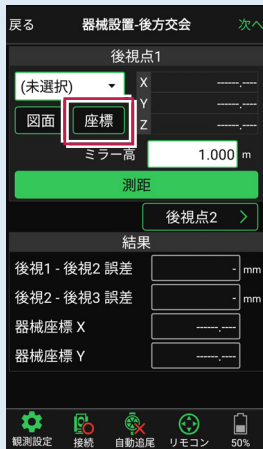 戻る 器械設置-後方交会 次へ
後視点1
(未選択) X ------.----
Y ------.----
図面 座標 Z ------.----
ミラー高 1.000 m
測距
後視点2
結果
後視1 - 後視2 誤差 - mm
後視2 - 後視3 誤差 - mm
器械座標 X ------.----
器械座標 Y ------.----
観測設定 接続 自動追尾 リモコン 50%